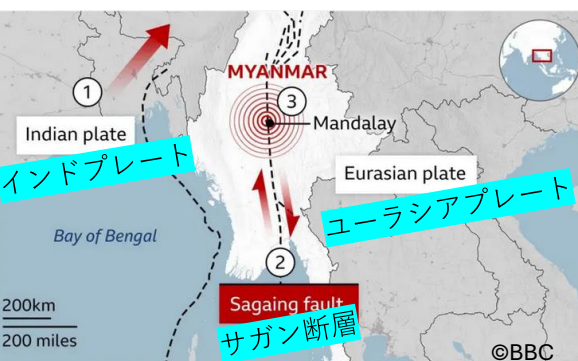 1
MYANMAR
3
Mandalay
Indian plate
インドプレート
Eurasian plate
ユーラシアプレート
Bay of Bengal
2
200km
200 miles
Sagaing fault
サガン断層
©BBC